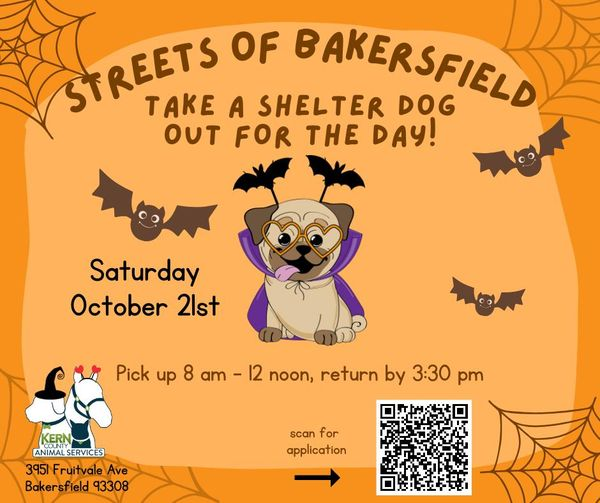 STREETS OF BAKERSFIELD
TAKE A SHELTER DOG
OUT FOR THE DAY!
Saturday
October 21st
Pick up 8 am - 12 noon, return by 3:30 pm
KERN
COUNTY
ANIMAL SERVICES
3951 Fruitvale Ave
Bakersfield 93308
scan for
application